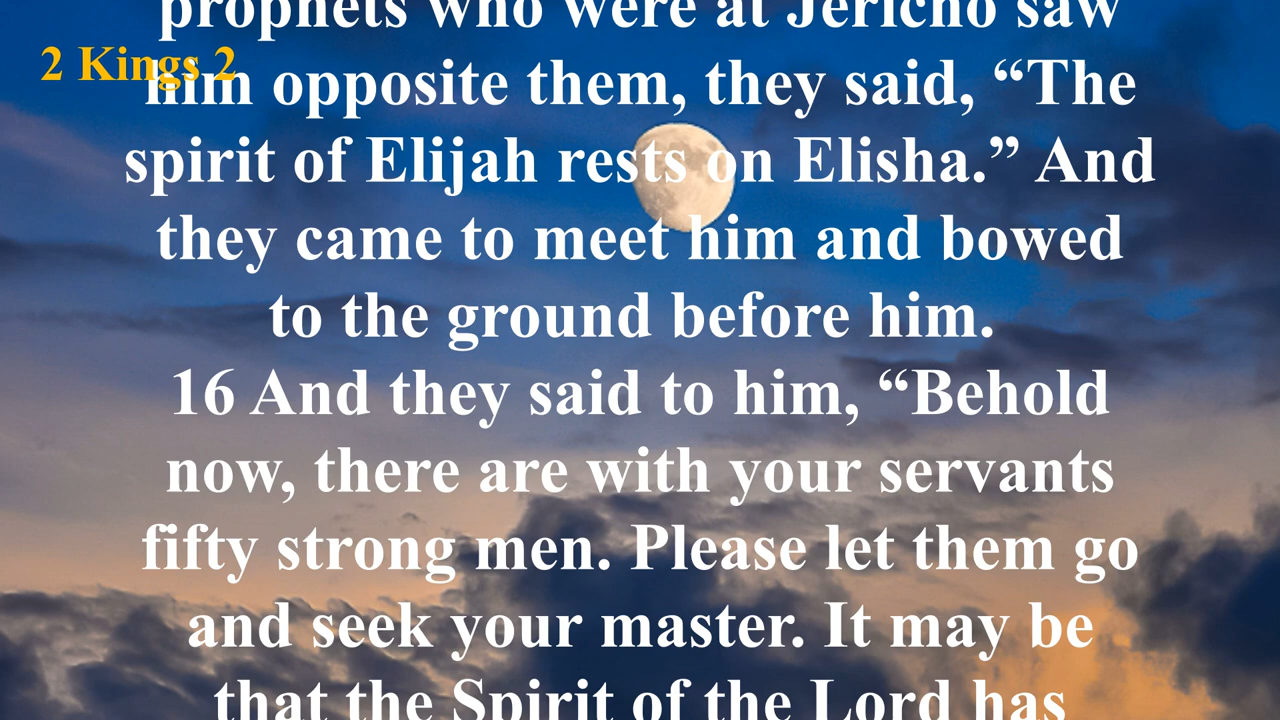 prophets who were at Jericho saw
2 Kings 2
him opposite them, they said, “The
spirit of Elijah rests on Elisha.” And
they came to meet him and bowed
to the ground before him.
16 And they said to him, “Behold
now, there are with your servants
fifty strong men. Please let them go
and seek your master. It may be
that the Spirit of the Lord has